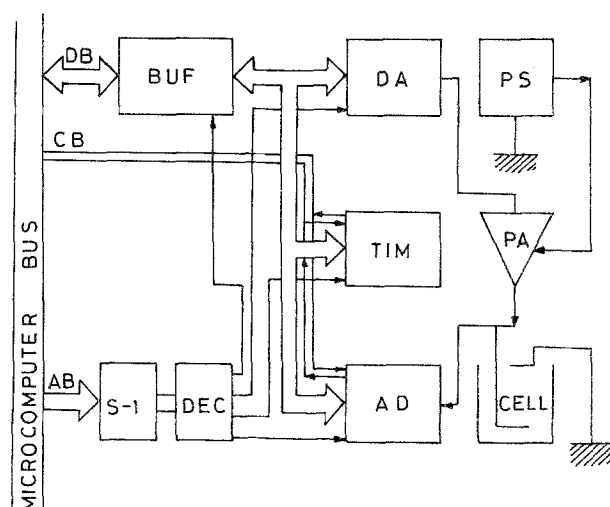 MICROCOMPUTER BUS
DB
BUF
DA
PS
CB
PA
TIM
AB
S-1
DEC
AD
CELL